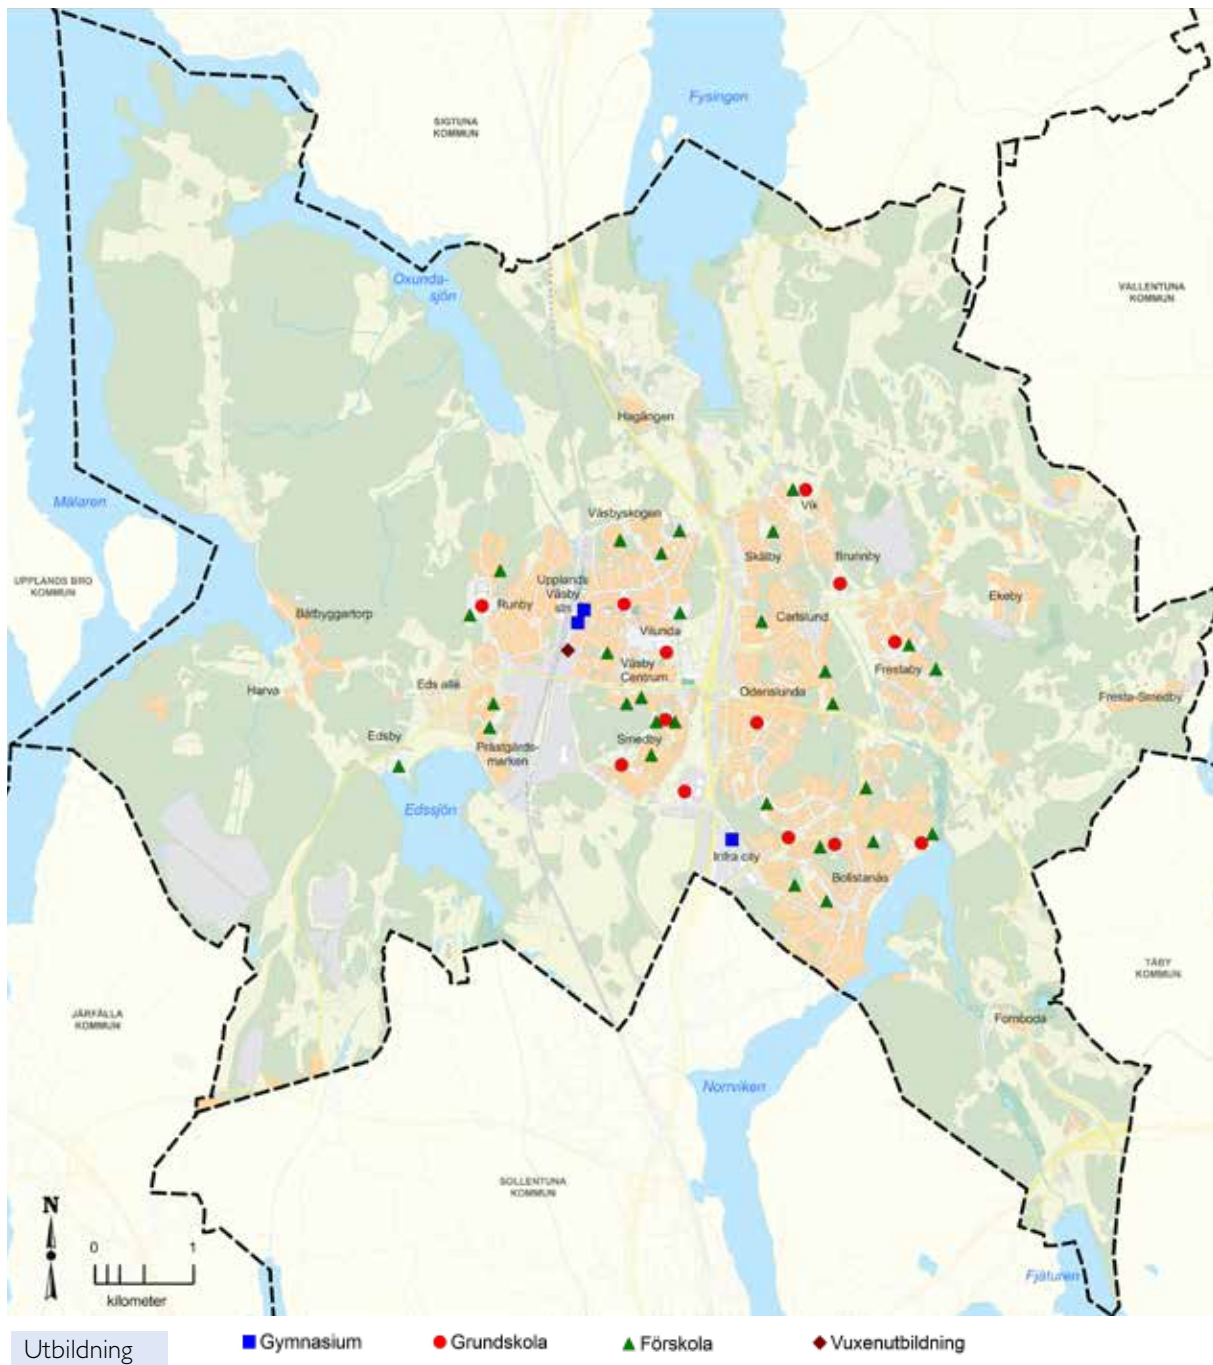 Fysingen
SIGTUNA
KOMMUN
Oxunda-
sjön
VALLENTUNA
KOMMUN
Hagängen
Mälaren
Vik
Väsbyskogen
Skälby
Brunnby
UPPLANDS BRO
KOMMUN
Upplands
Väsby
stn
Runby
Ekeby
Båtbyggartorp
Carlslund
Vilunda
Väsby
Centrum
Frestaby
Eds allé
Harva
Odenslunda
Fresta-Smedby
Edsby
Smedby
Prästgårds-
marken
Edssjön
Infra city
Bollstanäs
TÄBY
KOMMUN
JÄRFÄLLA
KOMMUN
Fornboda
Norrviken
SOLLENTUNA
KOMMUN
N
0 1
kilometer
Fjäturen
Utbildning
Gymnasium Grundskola Förskola Vuxenutbildning